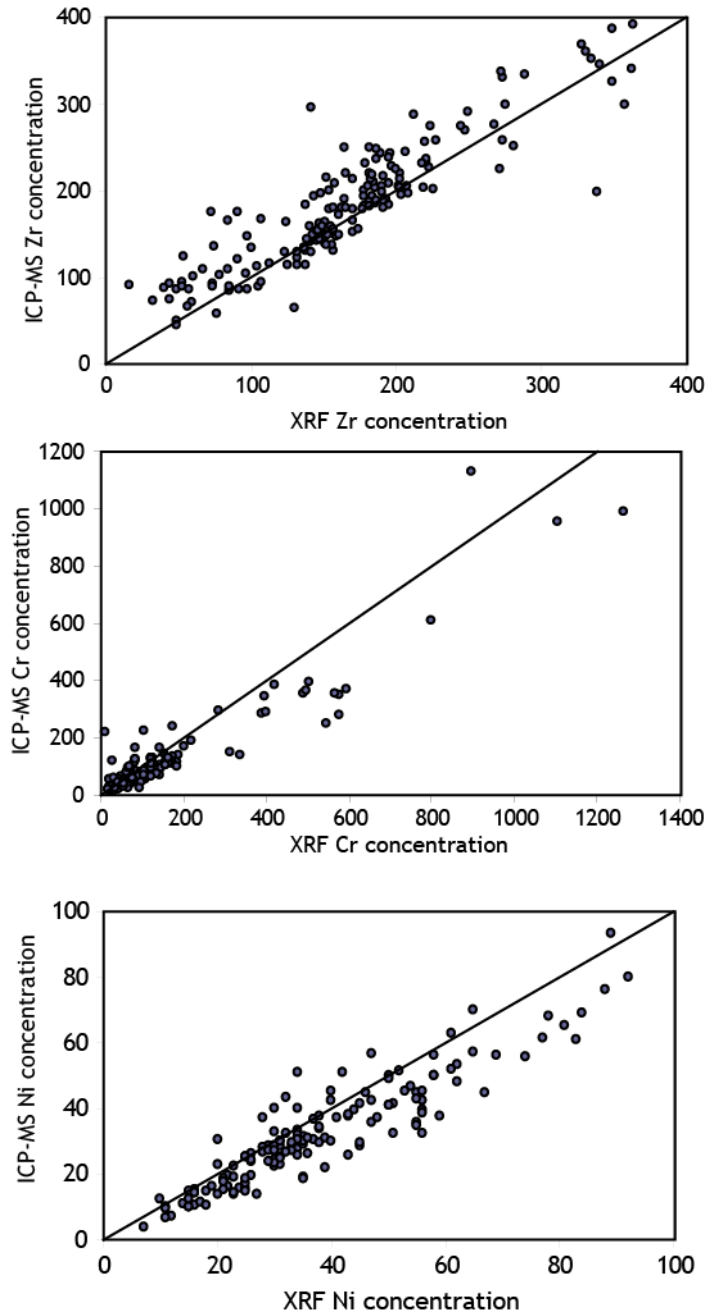 400
300
200
100
0
ICP-MS Zr concentration
0 100 200 300 400
XRF Zr concentration
1200
1000
800
600
400
200
0
ICP-MS Cr concentration
0 200 400 600 800 1000 1200 1400
XRF Cr concentration
100
80
60
40
20
0
ICP-MS Ni concentration
0 20 40 60 80 100
XRF Ni concentration